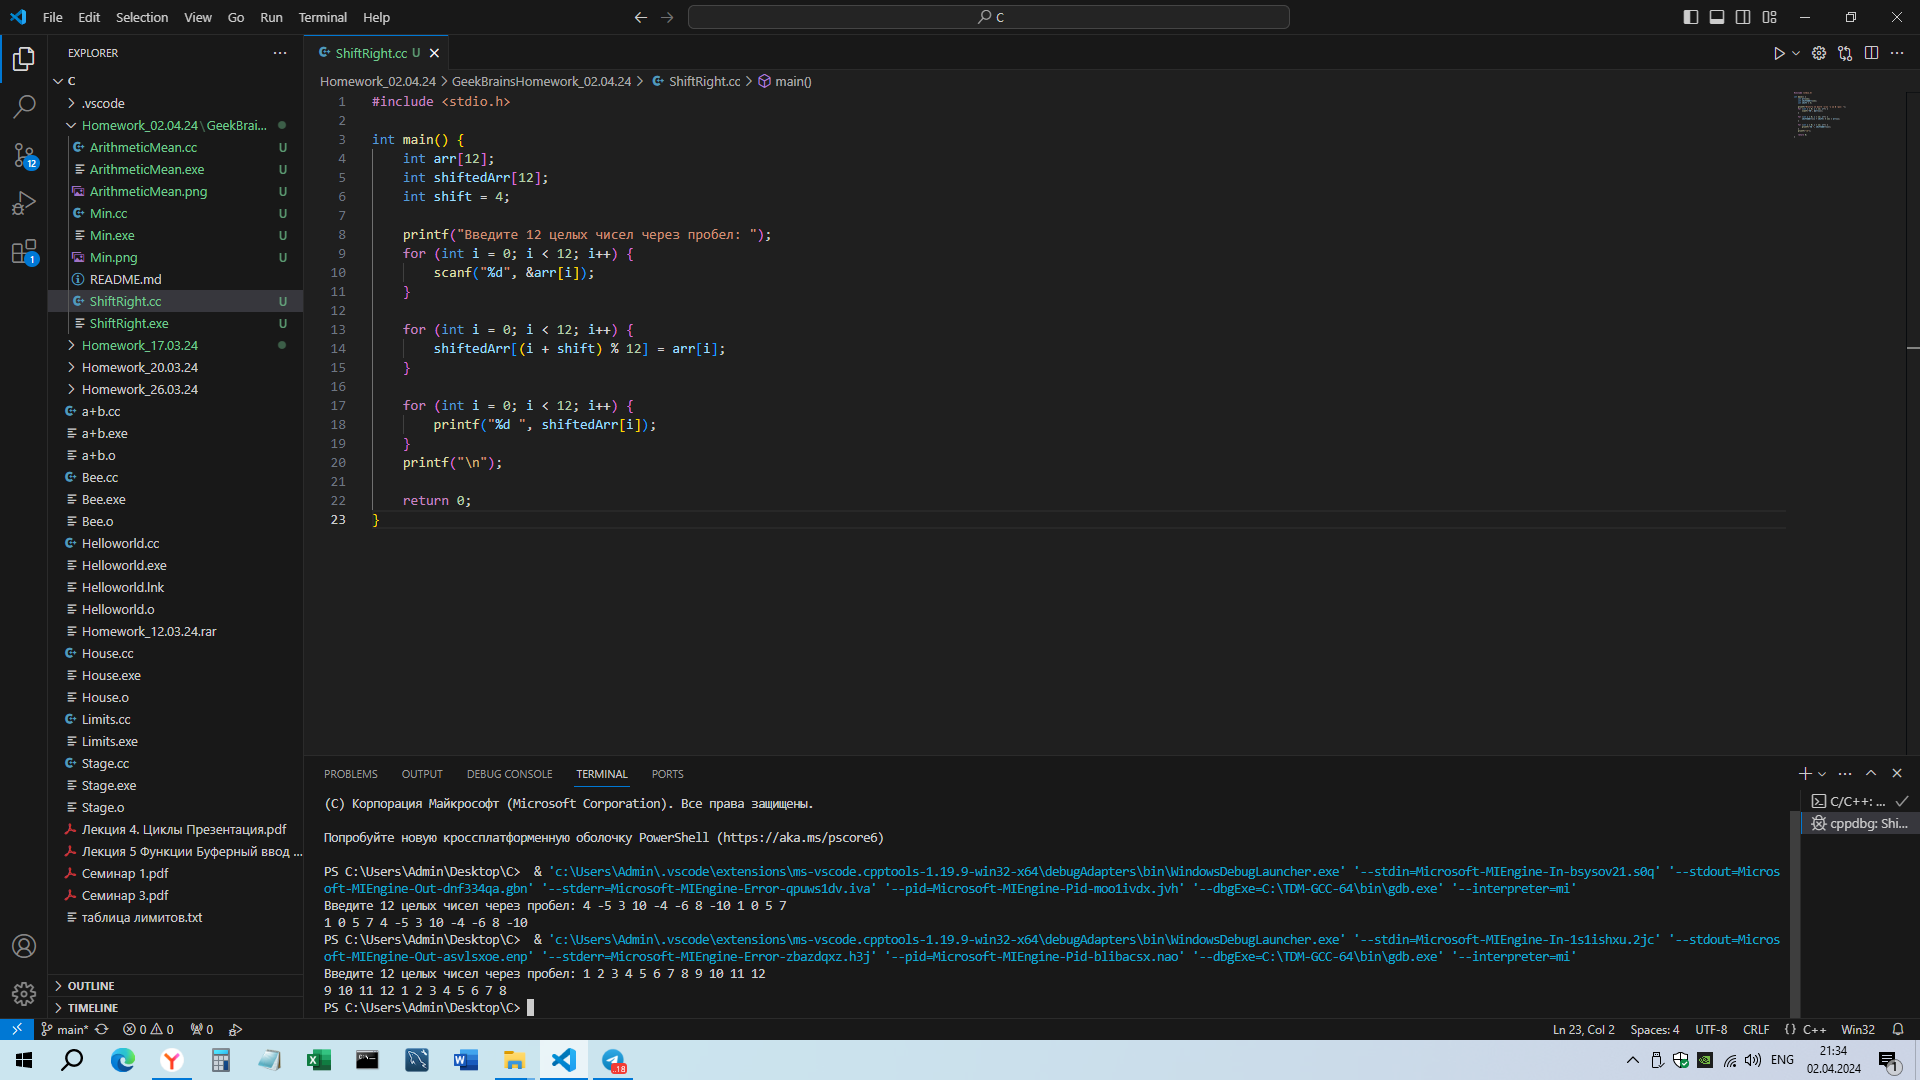 File Edit Selection View Go Run Terminal Help
C
EXPLORER
ShiftRight.cc U
Homework_02.04.24 > GeekBrainsHomework_02.04.24 > ShiftRight.cc > main()
C
.vscode
Homework_02.04.24 \ GeekBrai...
ArithmeticMean.cc U
ArithmeticMean.exe U
ArithmeticMean.png U
Min.cc U
Min.exe U
Min.png U
README.md
ShiftRight.cc U
ShiftRight.exe U
Homework_17.03.24
Homework_20.03.24
Homework_26.03.24
a+b.cc
a+b.exe
a+b.o
Bee.cc
Bee.exe
Bee.o
Helloworld.cc
Helloworld.exe
Helloworld.lnk
Helloworld.o
Homework_12.03.24.rar
House.cc
House.exe
House.o
Limits.cc
Limits.exe
Stage.cc
Stage.exe
Stage.o
Лекция 4. Циклы Презентация.pdf
Лекция 5 Функции Буферный ввод ...
Семинар 1.pdf
Семинар 3.pdf
таблица лимитов.txt
OUTLINE
TIMELINE
12
1
1 #include <stdio.h>
2
3 int main() {
4 int arr[12];
5 int shiftedArr[12];
6 int shift = 4;
7
8 printf("Введите 12 целых чисел через пробел: ");
9 for (int i = 0; i < 12; i++) {
10 scanf("%d", &arr[i]);
11 }
12
13 for (int i = 0; i < 12; i++) {
14 shiftedArr[(i + shift) % 12] = arr[i];
15 }
16
17 for (int i = 0; i < 12; i++) {
18 printf("%d ", shiftedArr[i]);
19 }
20 printf("\n");
21
22 return 0;
23 }
PROBLEMS OUTPUT DEBUG CONSOLE TERMINAL PORTS
(C) Корпорация Майкрософт (Microsoft Corporation). Все права защищены.
Попробуйте новую кроссплатформенную оболочку PowerShell (https://aka.ms/pscore6)
PS C:\Users\Admin\Desktop\C> & 'c:\Users\Admin\.vscode\extensions\ms-vscode.cpptools-1.19.9-win32-x64\debugAdapters\bin\WindowsDebugLauncher.exe' '--stdin=Microsoft-MIEngine-In-bsysov21.s0q' '--stdout=Micros
oft-MIEngine-Out-dnf334qa.gbn' '--stderr=Microsoft-MIEngine-Error-qpuws1dv.iva' '--pid=Microsoft-MIEngine-Pid-moo1ivdx.jvh' '--dbgExe=C:\TDM-GCC-64\bin\gdb.exe' '--interpreter=mi'
Введите 12 целых чисел через пробел: 4 -5 3 10 -4 -6 8 -10 1 0 5 7
1 0 5 7 4 -5 3 10 -4 -6 8 -10
PS C:\Users\Admin\Desktop\C> & 'c:\Users\Admin\.vscode\extensions\ms-vscode.cpptools-1.19.9-win32-x64\debugAdapters\bin\WindowsDebugLauncher.exe' '--stdin=Microsoft-MIEngine-In-1s1ishxu.2jc' '--stdout=Micros
oft-MIEngine-Out-asvlsxoe.enp' '--stderr=Microsoft-MIEngine-Error-zbazdqxz.h3j' '--pid=Microsoft-MIEngine-Pid-blibacsx.nao' '--dbgExe=C:\TDM-GCC-64\bin\gdb.exe' '--interpreter=mi'
Введите 12 целых чисел через пробел: 1 2 3 4 5 6 7 8 9 10 11 12
9 10 11 12 1 2 3 4 5 6 7 8
PS C:\Users\Admin\Desktop\C>
C/C++: ...
cppdbg: Shi...
main* 0 0 0 Ln 23, Col 2 Spaces: 4 UTF-8 CRLF {} C++ Win32
.18 ENG 21:34
02.04.2024 1